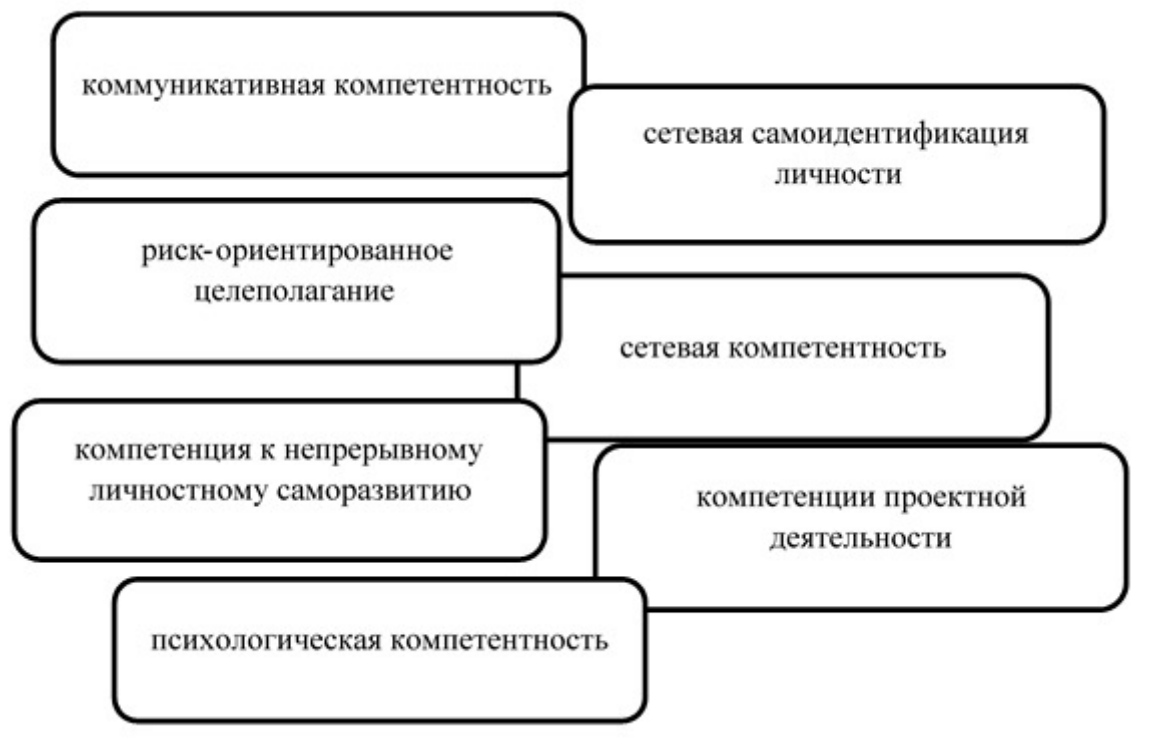 коммуникативная компетентность
сетевая самоидентификация
личности
риск-ориентированное
целеполагание
сетевая компетентность
компетенция к непрерывному
личностному саморазвитию
компетенции проектной
деятельности
психологическая компетентность